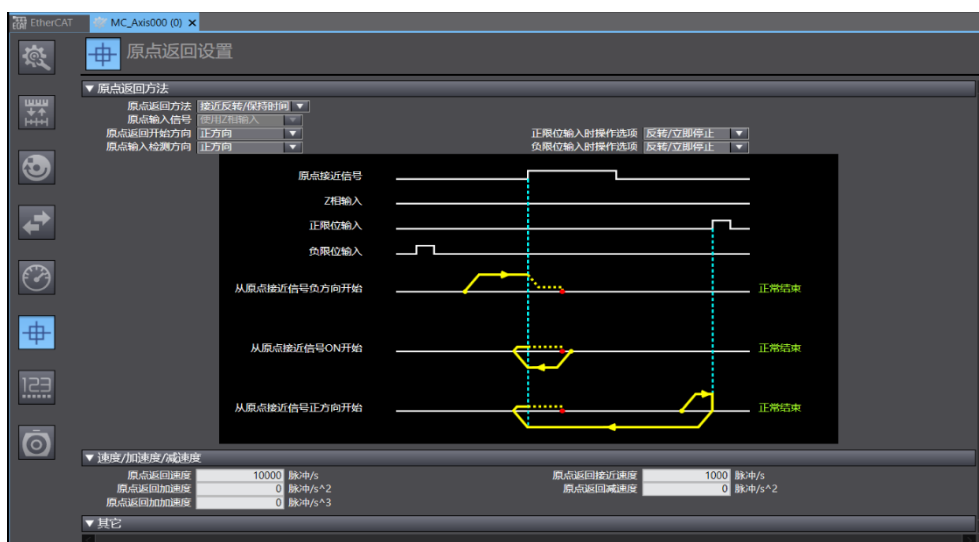 EtherCAT MC_Axis000 (0)
原点返回设置
原点返回方法
原点返回方法 接近反转/保持时间
原点输入信号 使用Z相输入
原点返回开始方向 正方向 正限位输入时操作选项 反转/立即停止
原点输入检测方向 正方向 负限位输入时操作选项 反转/立即停止
原点接近信号
Z相输入
正限位输入
负限位输入
从原点接近信号负方向开始 正常结束
从原点接近信号ON开始 正常结束
从原点接近信号正方向开始 正常结束
速度/加速度/减速度
原点返回速度 10000 脉冲/s 原点返回接近速度 1000 脉冲/s
原点返回加速度 0 脉冲/s^2 原点返回减速度 0 脉冲/s^2
原点返回加加速度 0 脉冲/s^3
其它